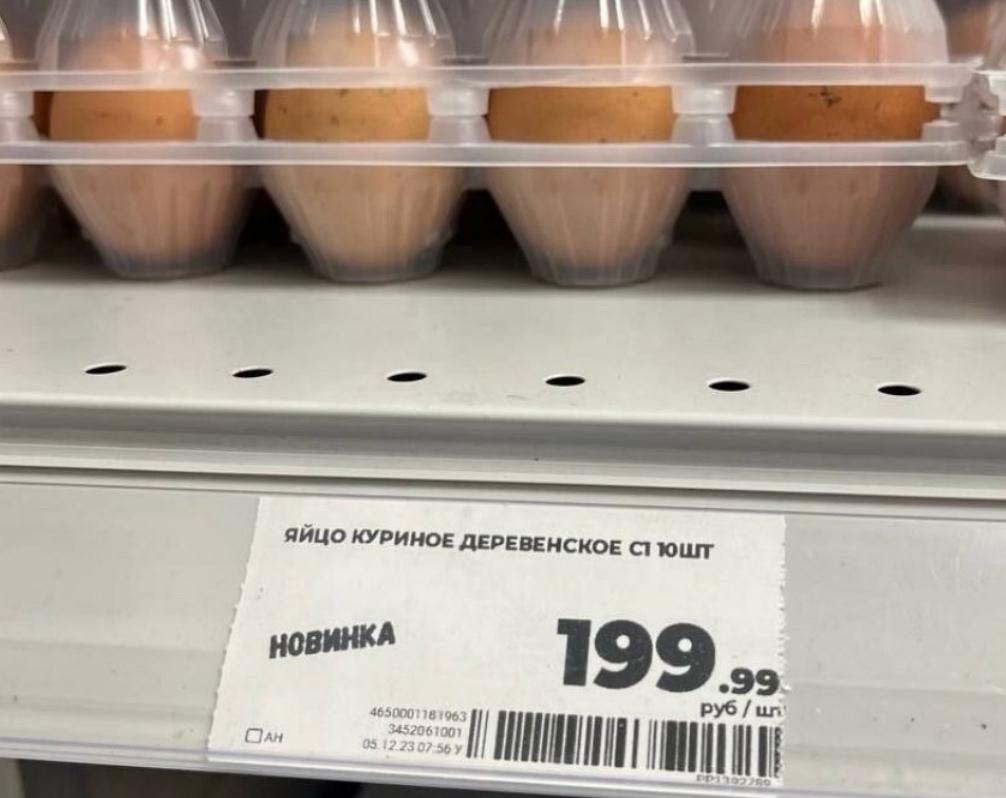 ЯЙЦО КУРИНОЕ ДЕРЕВЕНСКОЕ С1 10ШТ
НОВИНКА
199.99
руб / шт
4650001181963
3452061001
05.12.23 07:56 У
АН